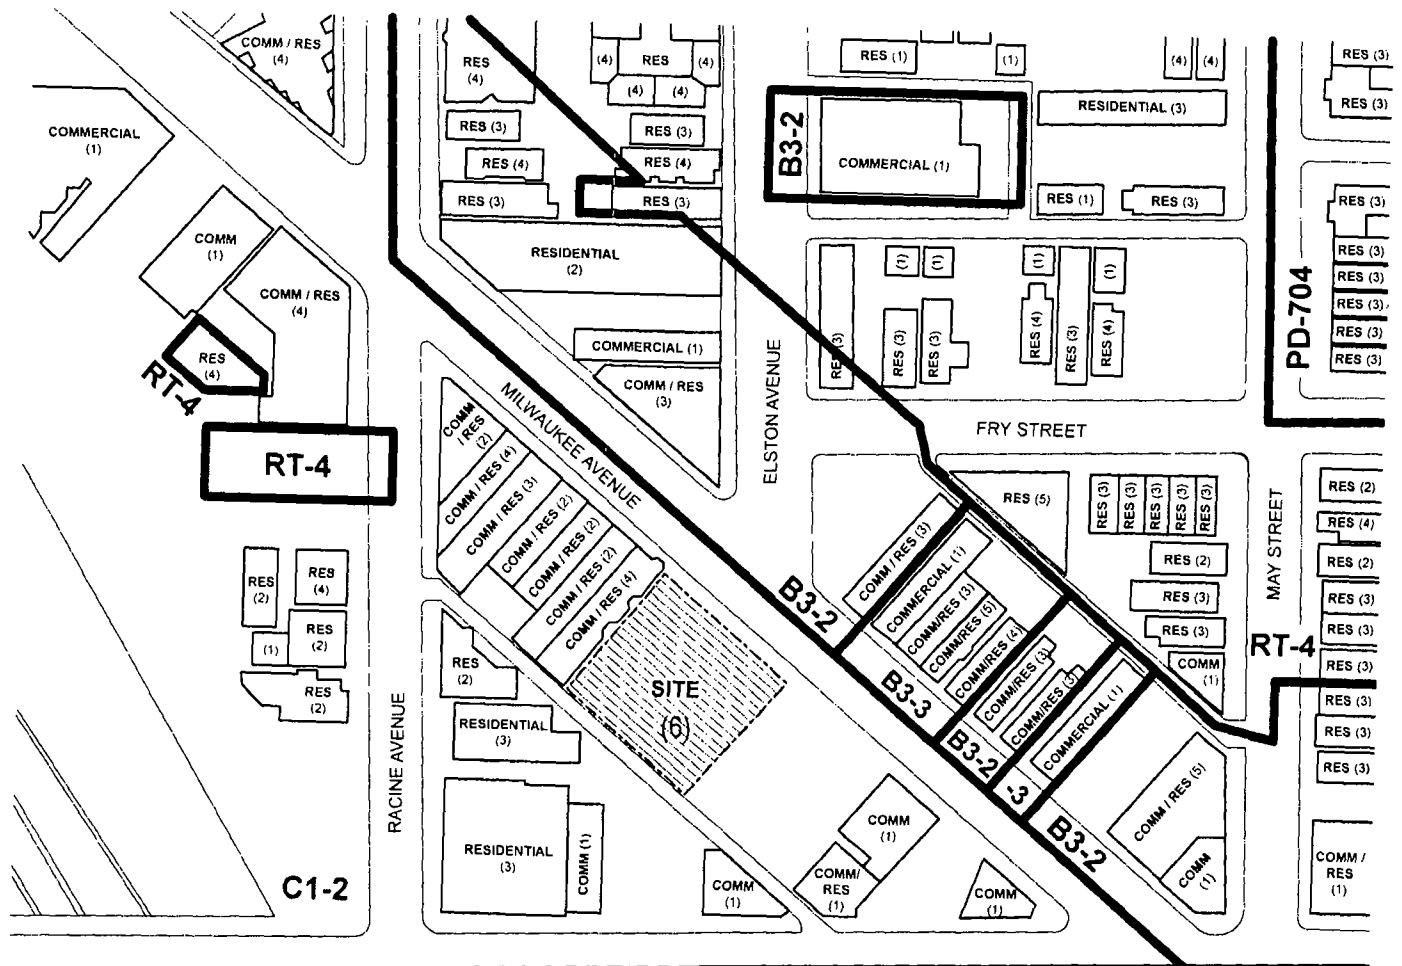 COMM / RES
(4)
RES
(4)
(4)
RES
(4)
(4)
(4)
RES (1)
(1)
(4)
(4)
RES (3)
RES (3)
COMMERCIAL
(1)
RES (3)
RES (3)
B3-2
COMMERCIAL (1)
RESIDENTIAL (3)
RES (4)
RES (4)
RES (3)
RES (3)
RES (1)
RES (3)
RES (3)
COMM
(1)
RESIDENTIAL
(2)
(1)
(1)
(1)
(1)
RES (3)
RES (3)
RES (3)
RES (3)
RES (3)
PD-704
COMM / RES
(4)
RES (3)
RES (3)
RES (3)
RES (4)
RES (3)
RES (4)
RES
(4)
RT-4
COMMERCIAL (1)
COMM / RES
(3)
MILWAUKEE AVENUE
ELSTON AVENUE
FRY STREET
MAY STREET
RT-4
COMM
/ RES
(2)
COMM / RES (4)
COMM / RES (3)
COMM / RES (2)
COMM / RES (2)
COMM / RES (2)
COMM / RES (4)
RES (5)
RES (3)
RES (3)
RES (3)
RES (3)
RES (3)
RES (2)
RES (4)
RES (2)
RES (3)
RES (3)
RES (3)
RES (3)
RES (3)
RES (3)
RES (2)
RES (3)
RES (3)
COMM
(1)
RT-4
COMM / RES (3)
COMMERCIAL (1)
COMM/RES (3)
COMM/RES (5)
COMM/RES (4)
COMM/RES (3)
COMM/RES (3)
COMMERCIAL (1)
B3-2
B3-3
B3-2
-3
B3-2
RES
(2)
RES
(4)
RES
(2)
(1)
RES
(2)
RES
(2)
SITE
(6)
RESIDENTIAL
(3)
RACINE AVENUE
RESIDENTIAL
(3)
COMM (1)
COMM
(1)
COMM
(1)
COMM/
RES
(1)
COMM
(1)
COMM / RES (5)
COMM
(1)
COMM /
RES
(1)
C1-2